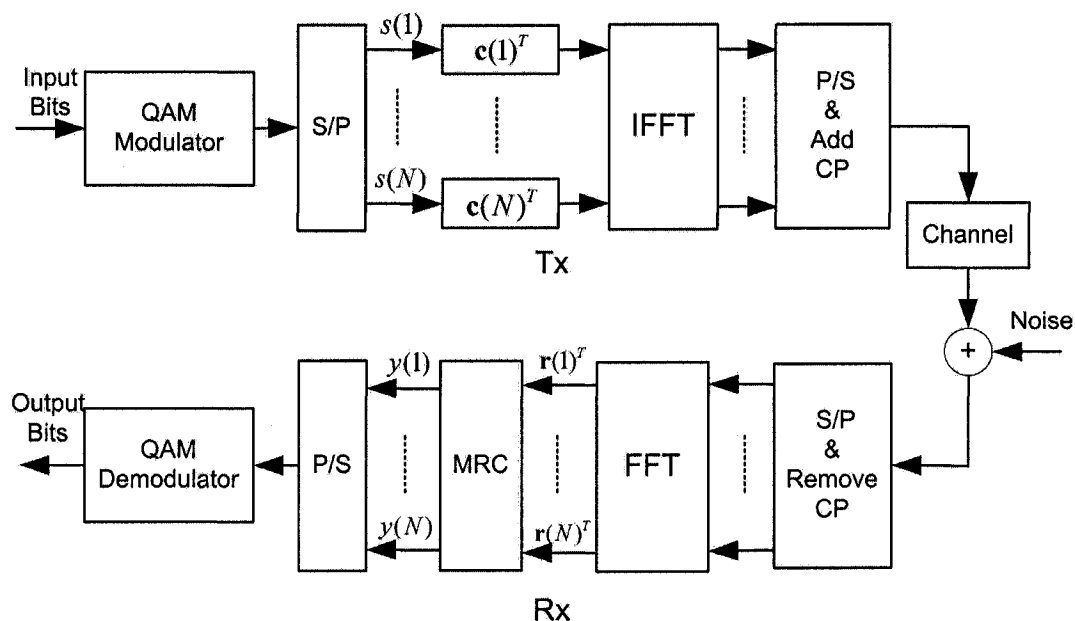 Input
Bits
QAM
Modulator
S/P
s(1)
s(N)
c(1)^T
c(N)^T
IFFT
P/S
&
Add
CP
Tx
Channel
Noise
+
Output
Bits
QAM
Demodulator
P/S
y(1)
y(N)
MRC
r(1)^T
r(N)^T
FFT
S/P
&
Remove
CP
Rx